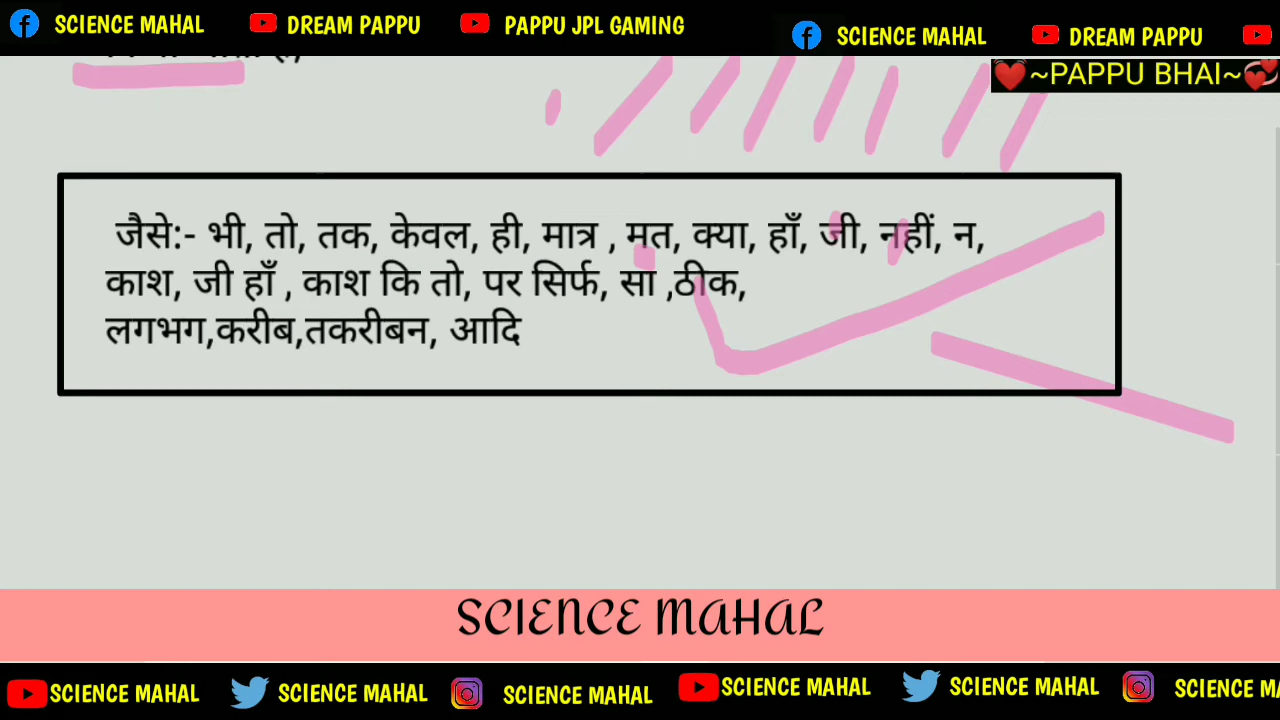 SCIENCE MAHAL DREAM PAPPU PAPPU JPL GAMING SCIENCE MAHAL DREAM PAPPU
~PAPPU BHAI~
जैसे:- भी, तो, तक, केवल, ही, मात्र , मत, क्या, हाँ, जी, नहीं, न,
काश, जी हाँ , काश कि तो, पर सिर्फ, सा ,ठीक,
लगभग,करीब,तकरीबन, आदि
SCIENCE MAHAL
SCIENCE MAHAL SCIENCE MAHAL SCIENCE MAHAL SCIENCE MAHAL SCIENCE MAHAL SCIENCE